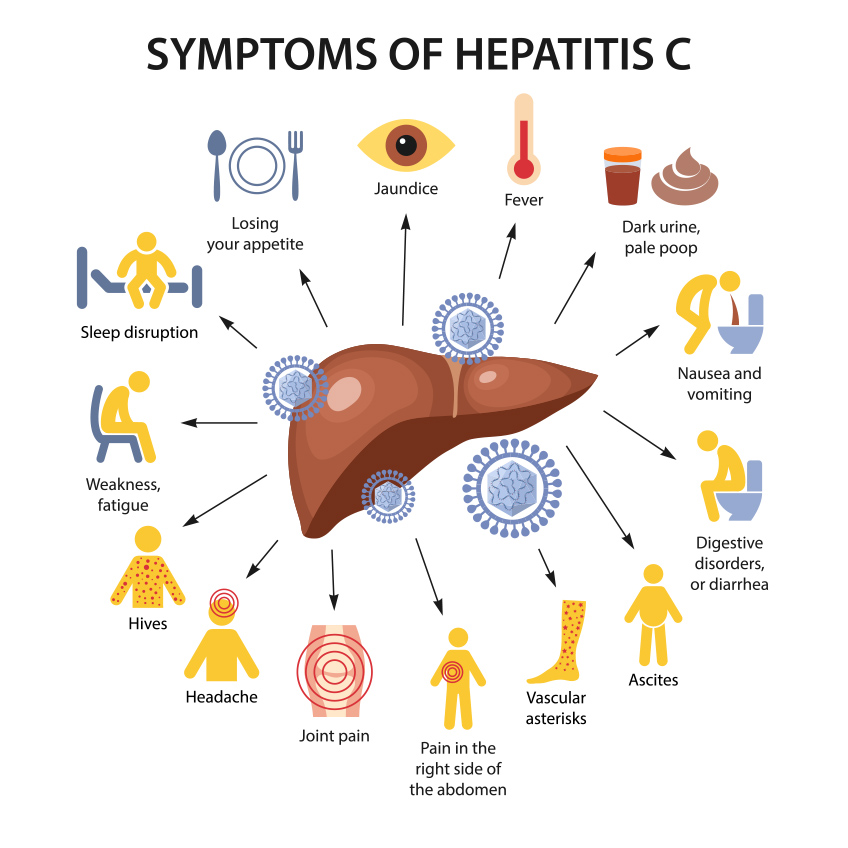 SYMPTOMS OF HEPATITIS C
Losing
your appetite
Jaundice
Fever
Dark urine,
pale poop
Sleep disruption
Nausea and
vomiting
Weakness,
fatigue
Digestive
disorders,
or diarrhea
Hives
Headache
Joint pain
Pain in the
right side of
the abdomen
Vascular
asterisks
Ascites